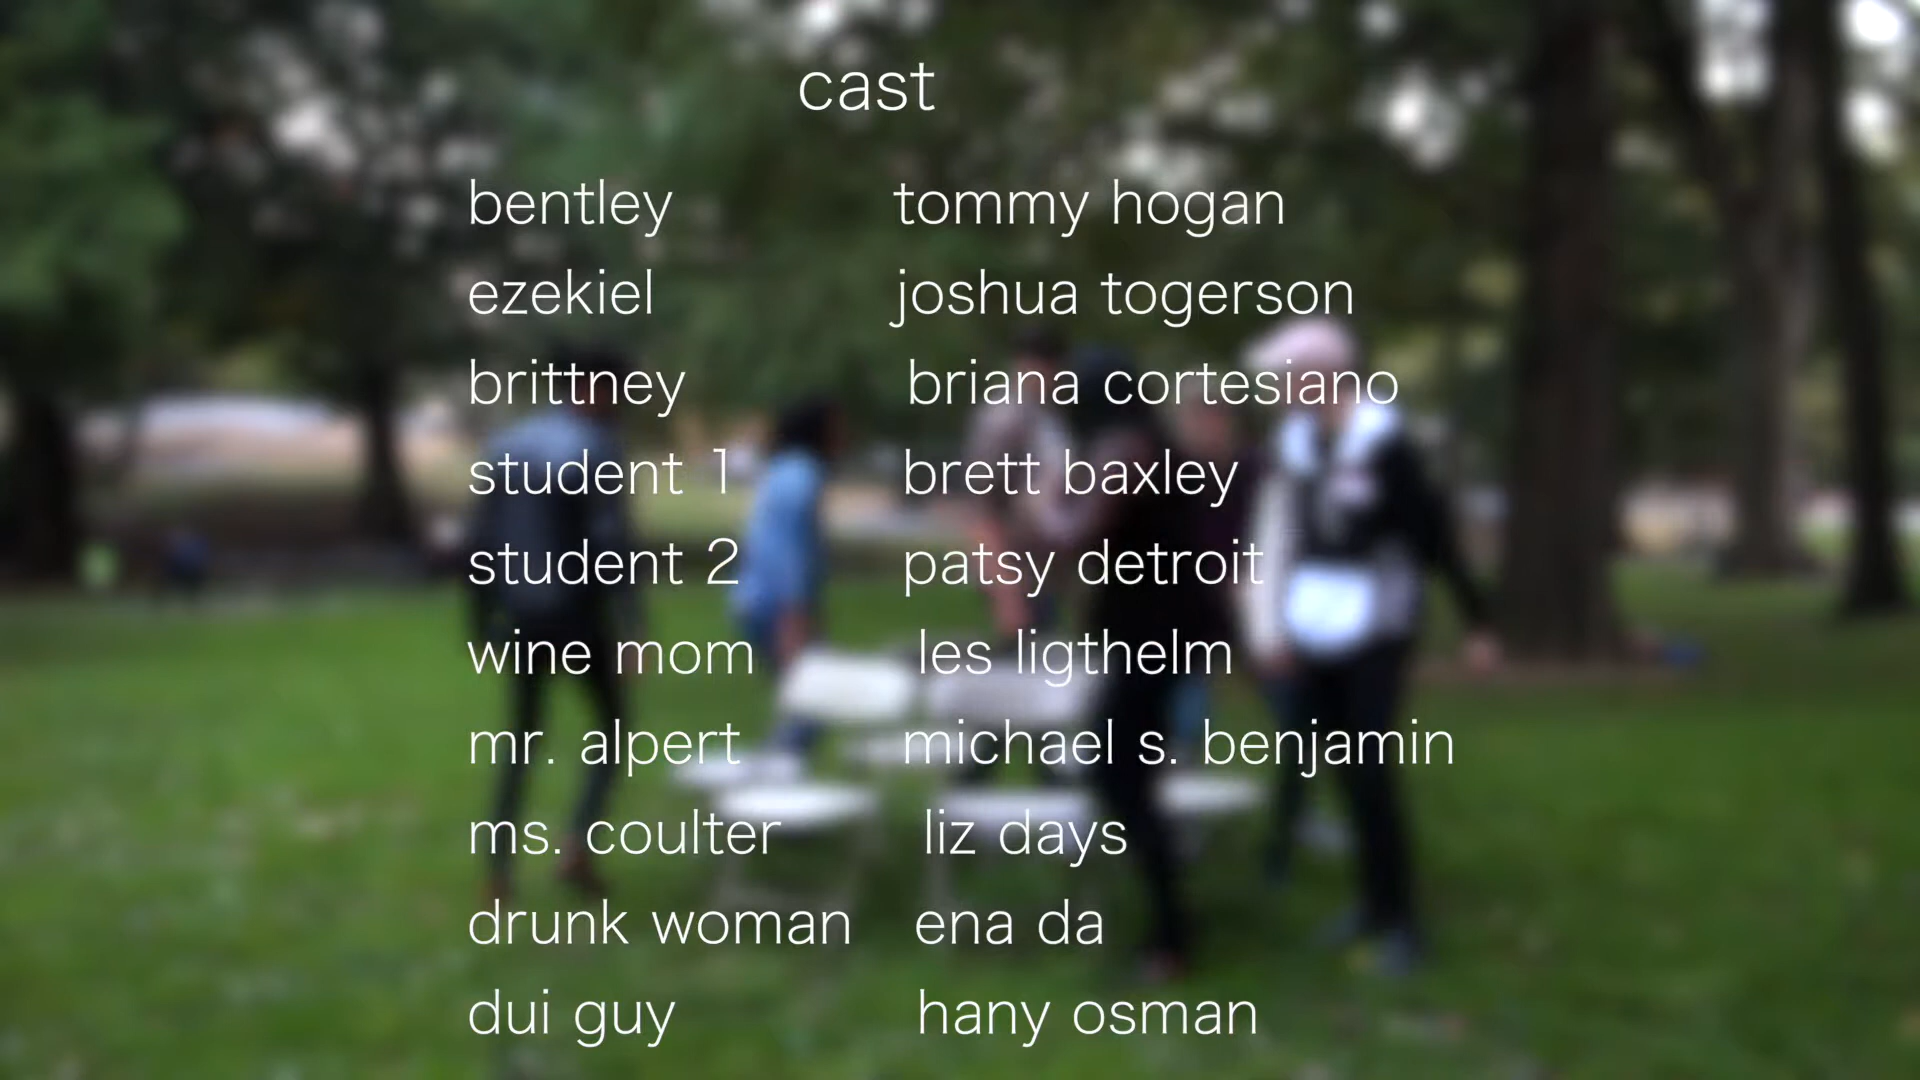 cast
bentley tommy hogan
ezekiel joshua togerson
brittney briana cortesiano
student 1 brett baxley
student 2 patsy detroit
wine mom les ligthelm
mr. alpert michael s. benjamin
ms. coulter liz days
drunk woman ena da
dui guy hany osman